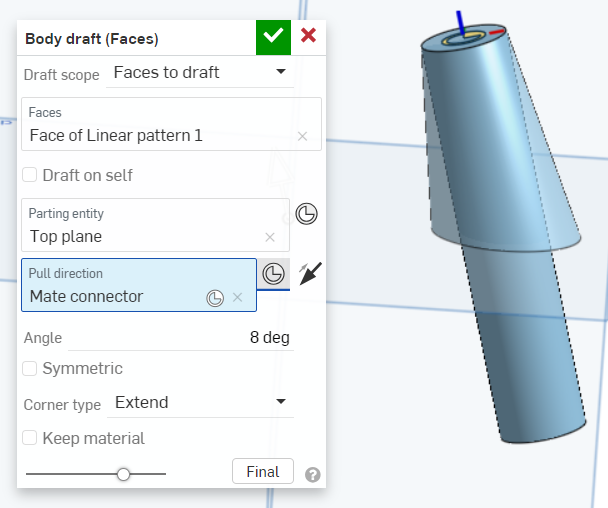 Body draft (Faces)
Draft scope Faces to draft
Faces
Face of Linear pattern 1
Draft on self
Parting entity
Top plane
Pull direction
Mate connector
Angle 8 deg
Symmetric
Corner type Extend
Keep material
Final